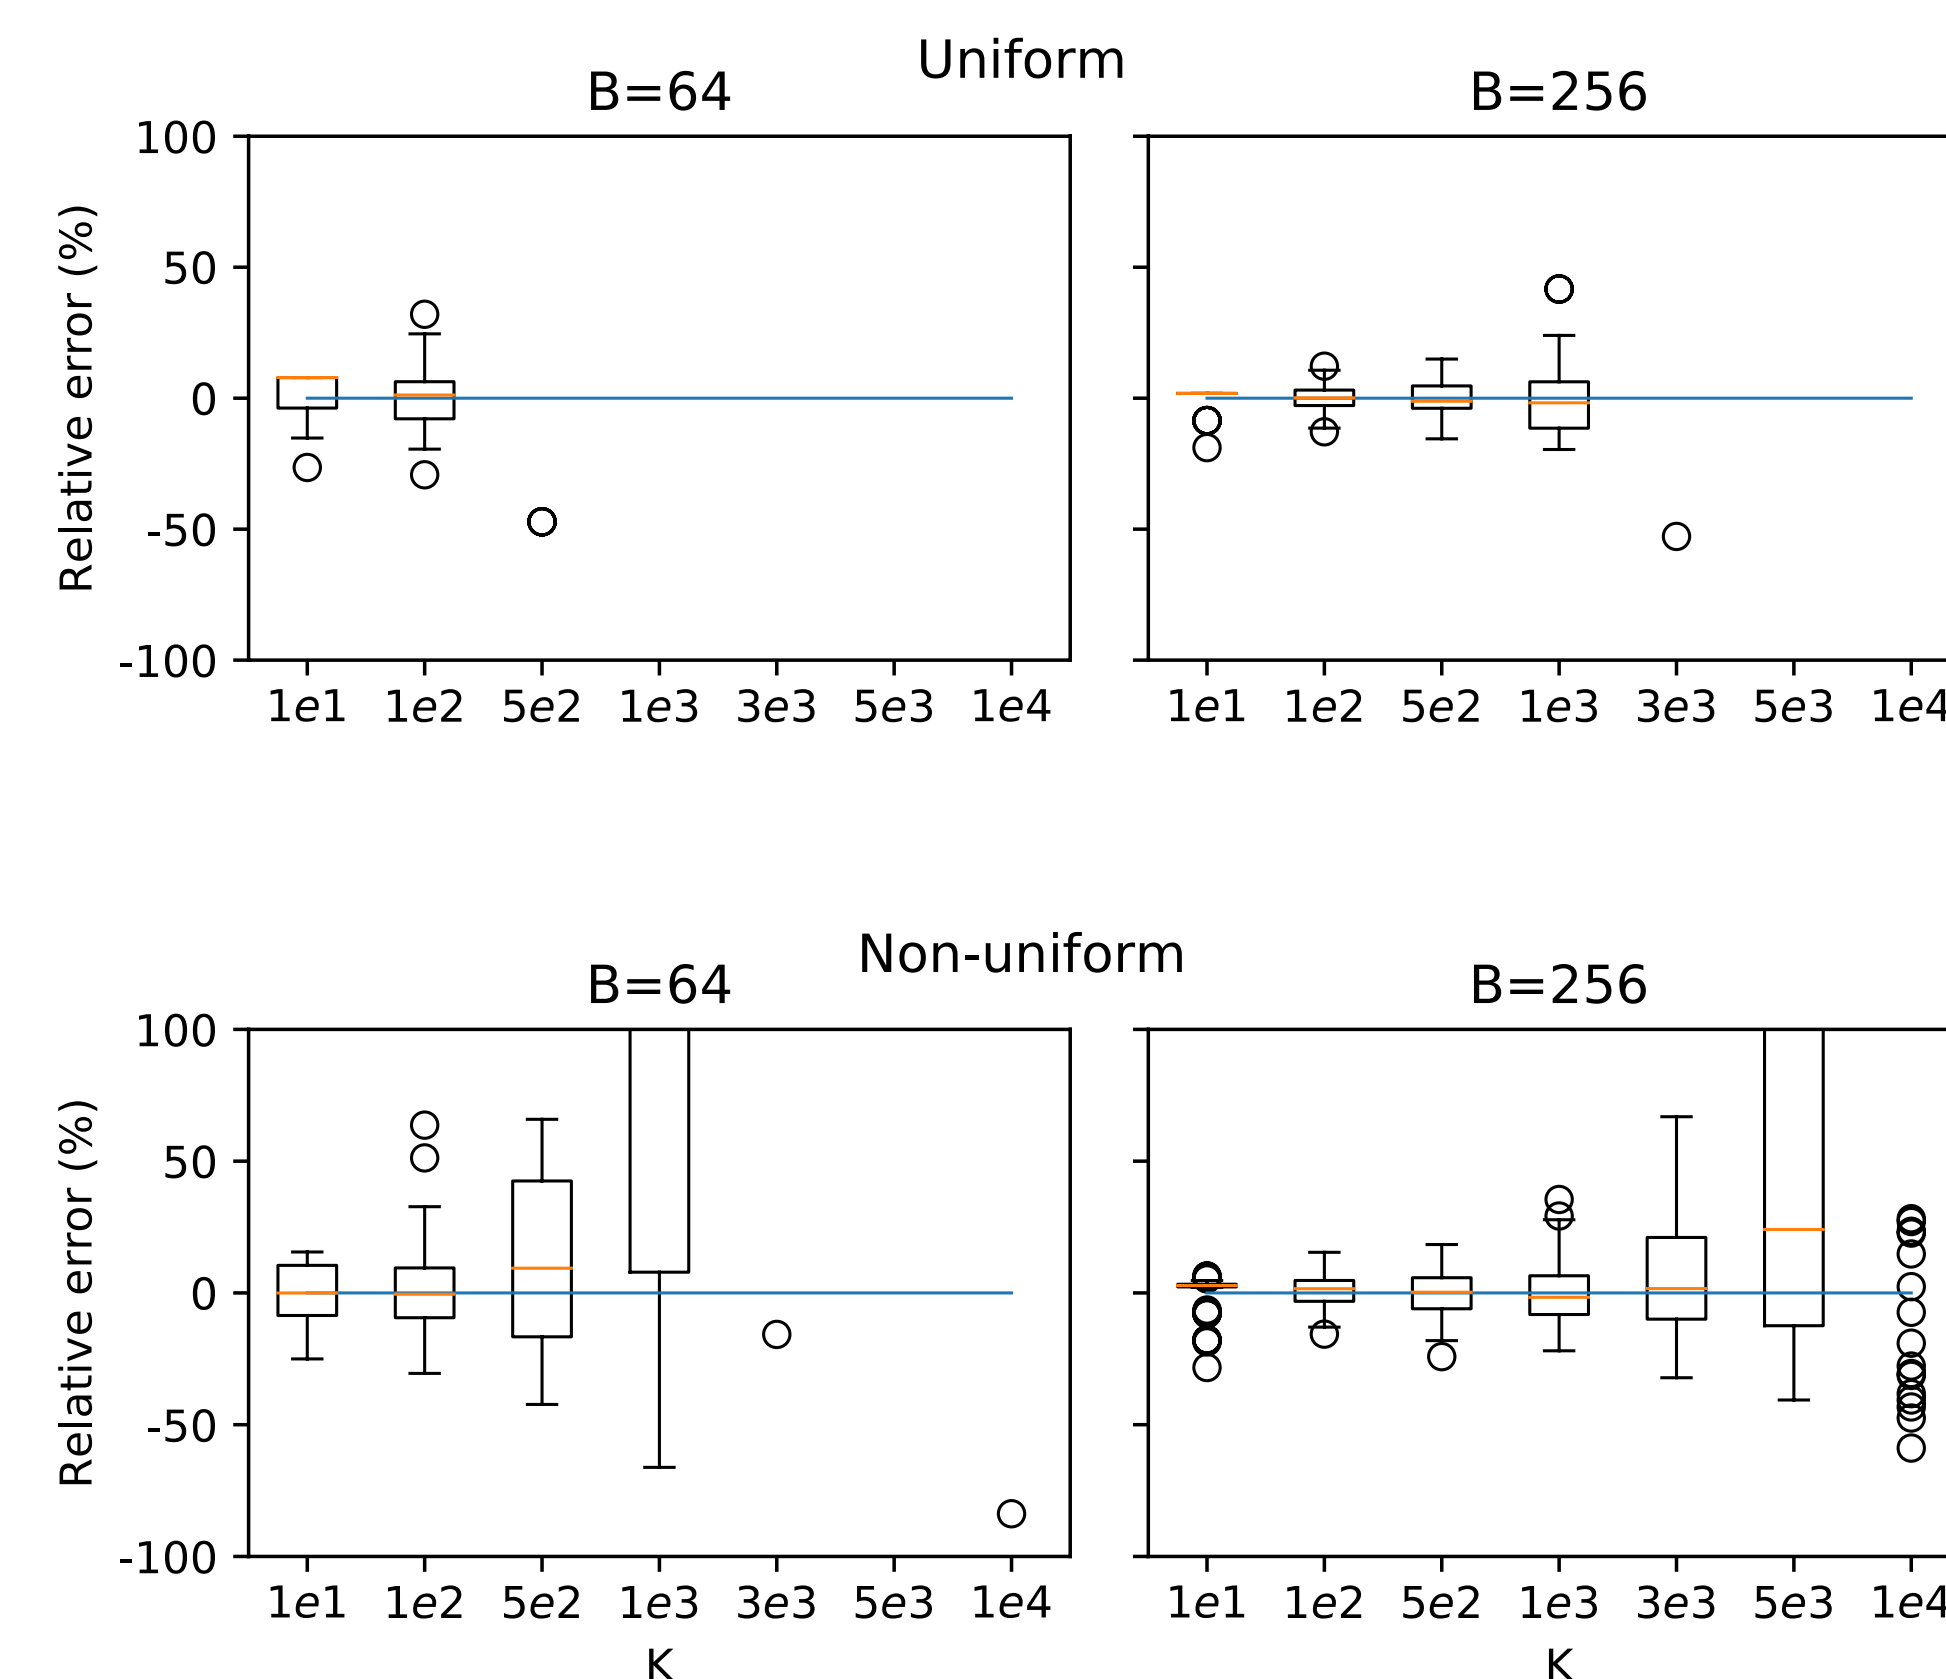 Uniform
B=64 B=256
100
50
0
-50
-100
Relative error (%)
1e1 1e2 5e2 1e3 3e3 5e3 1e4 1e1 1e2 5e2 1e3 3e3 5e3 1e4
Non-uniform
B=64 B=256
100
50
0
-50
-100
Relative error (%)
1e1 1e2 5e2 1e3 3e3 5e3 1e4 1e1 1e2 5e2 1e3 3e3 5e3 1e4
K K